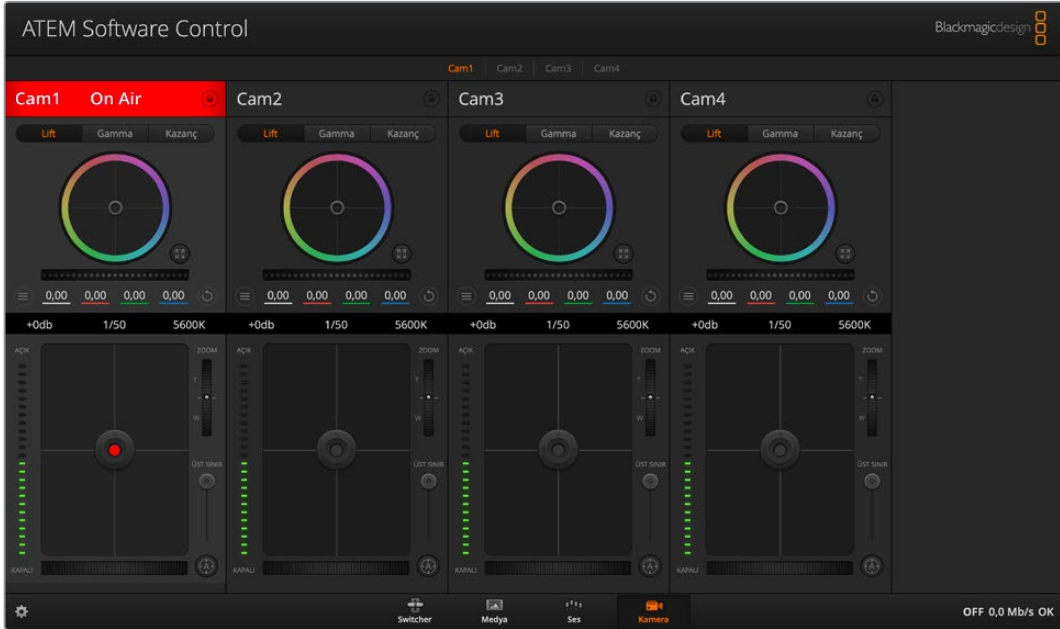 ATEM Software Control
Blackmagicdesign
Cam1 Cam2 Cam3 Cam4
Cam1 On Air Cam2 Cam3 Cam4
Lift Gamma Kazanç Lift Gamma Kazanç Lift Gamma Kazanç Lift Gamma Kazanç
0,00 0,00 0,00 0,00 0,00 0,00 0,00 0,00 0,00 0,00 0,00 0,00 0,00 0,00 0,00 0,00
+0db 1/50 5600K +0db 1/50 5600K +0db 1/50 5600K +0db 1/50 5600K
AÇIK ZOOM AÇIK ZOOM AÇIK ZOOM AÇIK ZOOM
T T T T
W W W W
ÜST SINIR ÜST SINIR ÜST SINIR ÜST SINIR
KAPALI KAPALI KAPALI KAPALI
Switcher Medya Ses Kamera
OFF 0,0 Mb/s OK